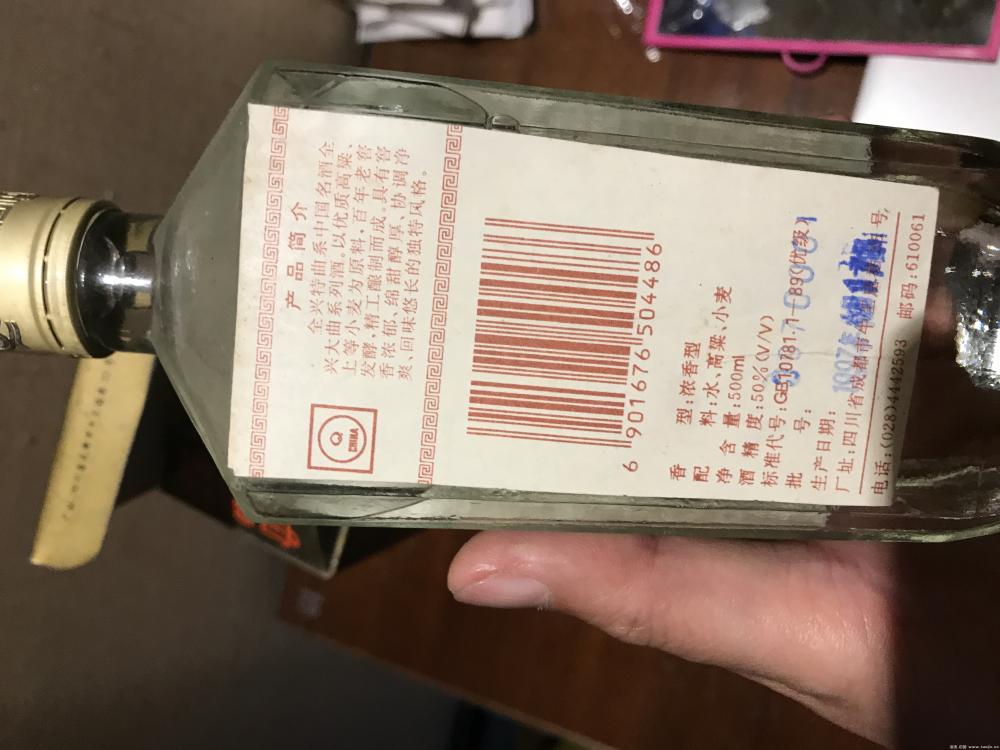 产品简介
全兴特曲系中国名酒全
兴大曲系列酒。以优质高粱、
上等小麦为原料,百年老窖
发酵,精工酿制而成,具有窖
香浓郁、绵甜醇厚、协调净
爽、回味悠长的独特风格。
Q
CHINA
6 901676 504486
香型:浓香型
配料:水、高粱、小麦
净含量:500ml
酒精度:50%(V/V)
标准代号:GB10781.1-89(优级)
批号:
生产日期:
厂址:四川省成都市 号
电话:(028)4442593 邮码:610061